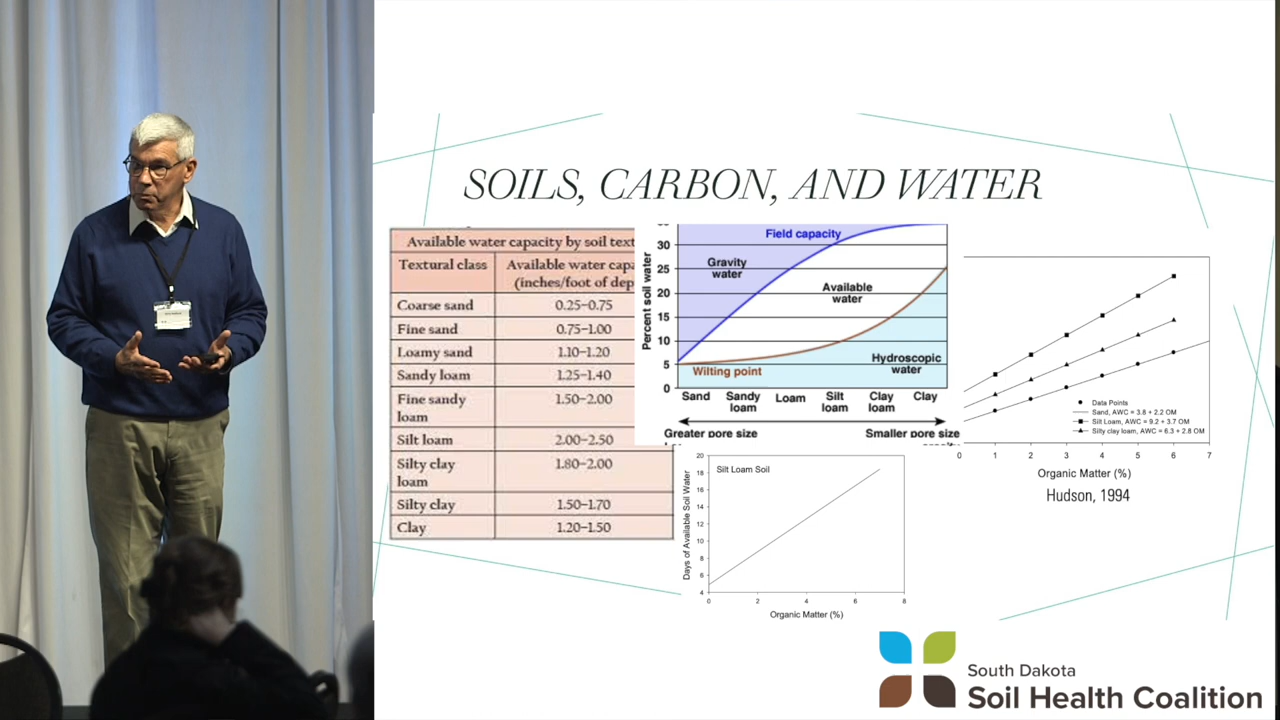 SOILS, CARBON, AND WATER
Available water capacity by soil text
Textural class
Available water capa
(inches/foot of dep
Coarse sand
0.25–0.75
Fine sand
0.75–1.00
Loamy sand
1.10–1.20
Sandy loam
1.25–1.40
Fine sandy
loam
1.50–2.00
Silt loam
2.00–2.50
Silty clay
loam
1.80–2.00
Silty clay
1.50–1.70
Clay
1.20–1.50
Percent soil water
30
25
20
15
10
5
0
Field capacity
Gravity
water
Available
water
Hydroscopic
water
Wilting point
Sand
Sandy
loam
Loam
Silt
loam
Clay
loam
Clay
Greater pore size
Smaller pore size
Data Points
Sand, AWC = 3.8 + 2.2 OM
Silt Loam, AWC = 9.2 + 3.7 OM
Silty clay loam, AWC = 6.3 + 2.8 OM
0 1 2 3 4 5 6 7
Organic Matter (%)
Hudson, 1994
Silt Loam Soil
Days of Available Soil Water
20
18
16
14
12
10
8
6
4
0 2 4 6 8
Organic Matter (%)
South Dakota
Soil Health Coalition